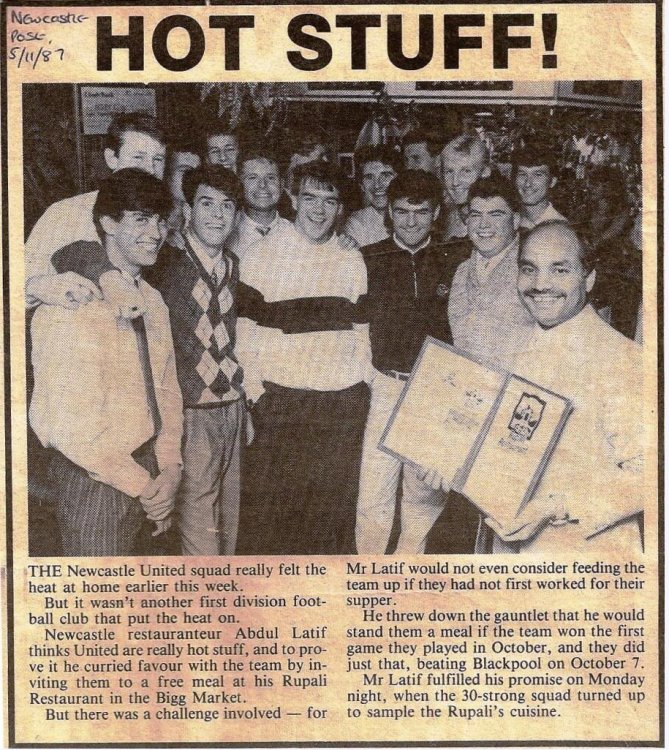 Newcastle
Post,
5/11/87
HOT STUFF!
THE Newcastle United squad really felt the
heat at home earlier this week.
But it wasn't another first division foot-
ball club that put the heat on.
Newcastle restauranteur Abdul Latif
thinks United are really hot stuff, and to pro-
ve it he curried favour with the team by in-
viting them to a free meal at his Rupali
Restaurant in the Bigg Market.
But there was a challenge involved — for
Mr Latif would not even consider feeding the
team up if they had not first worked for their
supper.
He threw down the gauntlet that he would
stand them a meal if the team won the first
game they played in October, and they did
just that, beating Blackpool on October 7.
Mr Latif fulfilled his promise on Monday
night, when the 30-strong squad turned up
to sample the Rupali's cuisine.